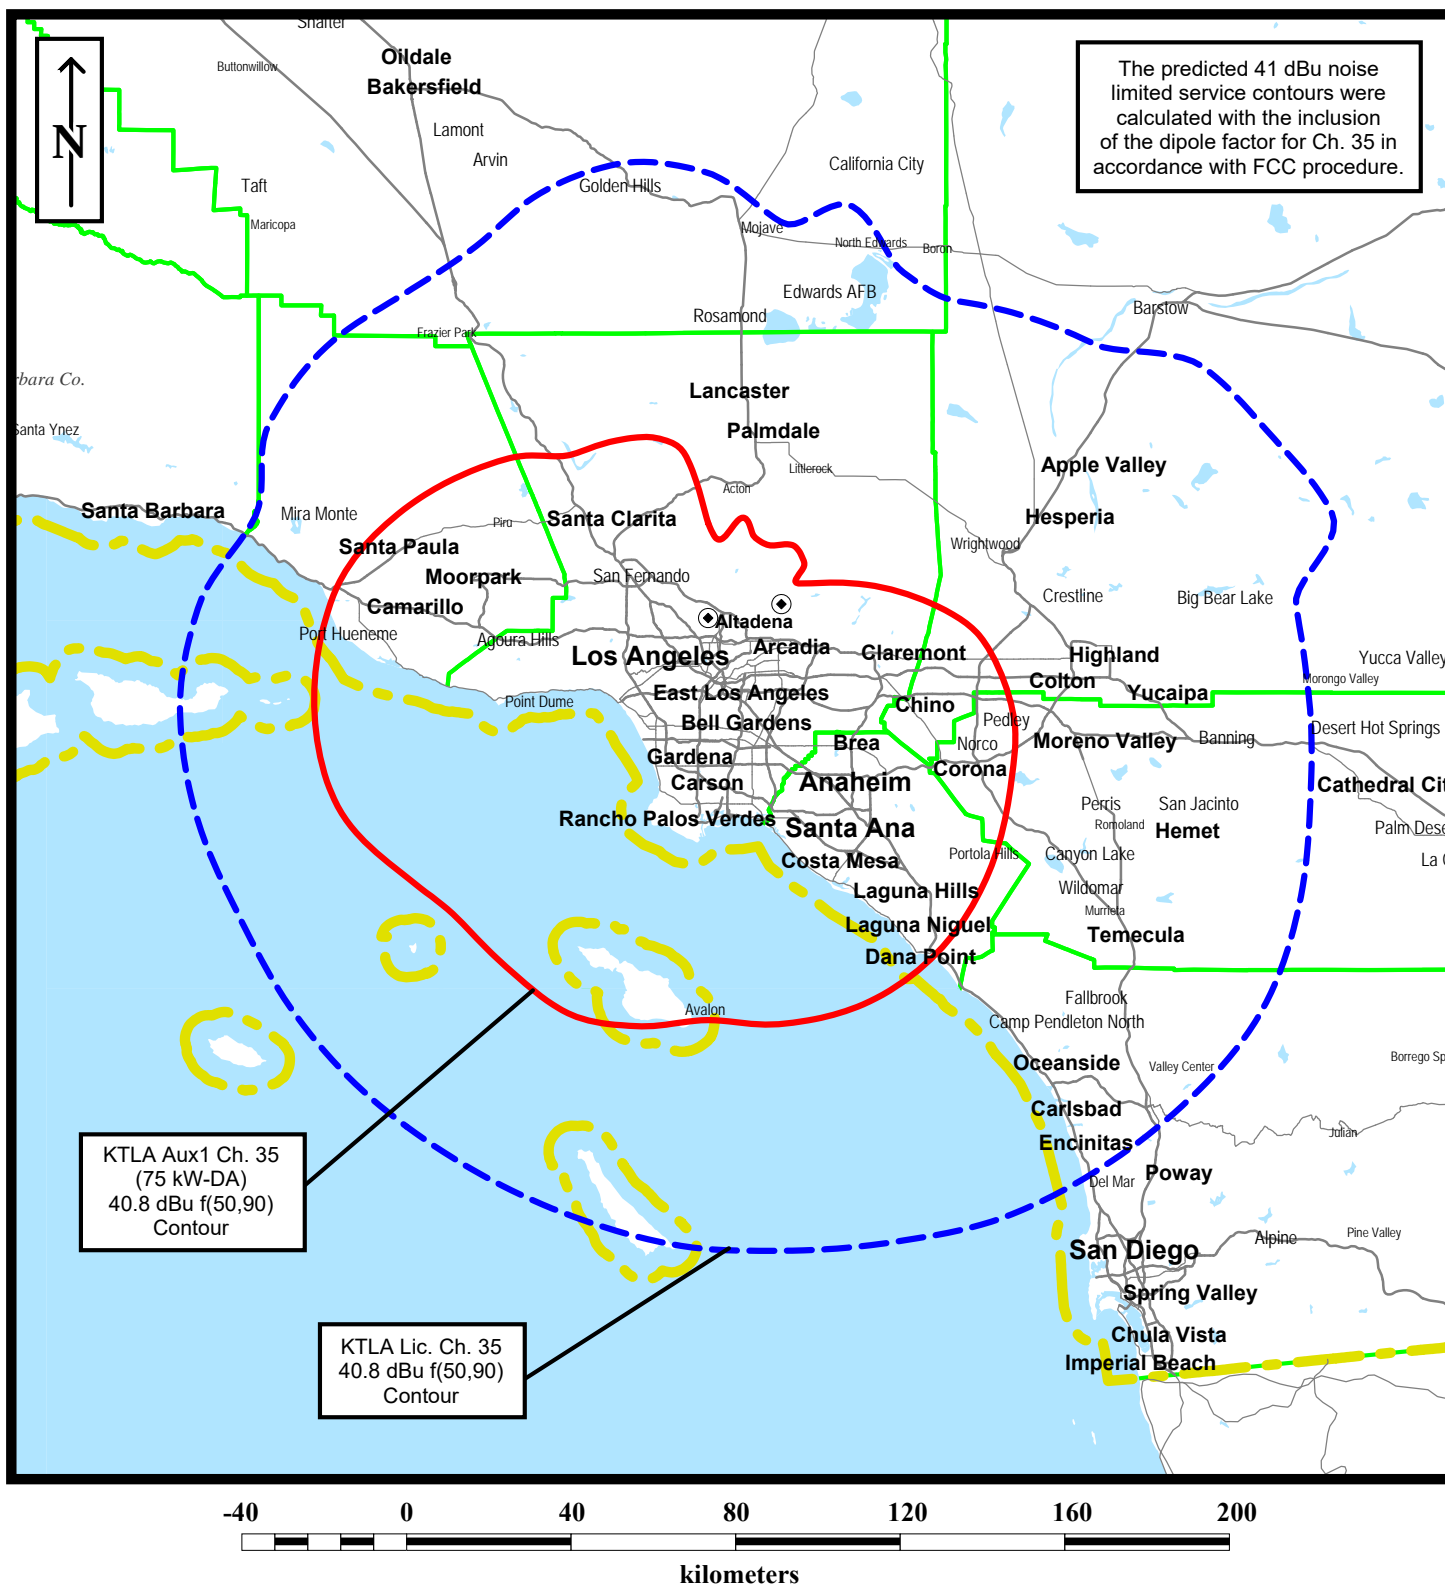 Shafter
Oildale
Buttonwillow
Bakersfield
N
The predicted 41 dBu noise
limited service contours were
calculated with the inclusion
of the dipole factor for Ch. 35 in
accordance with FCC procedure.
Lamont
Arvin
California City
Taft
Golden Hills
Maricopa
Mojave
North Edwards
Boron
Edwards AFB
Barstow
Rosamond
Frazier Park
rbara Co.
Lancaster
Santa Ynez
Palmdale
Littlerock
Apple Valley
Acton
Santa Barbara
Mira Monte
Piru
Santa Clarita
Hesperia
Santa Paula
Wrightwood
Moorpark
San Fernando
Camarillo
Crestline
Big Bear Lake
Altadena
Port Hueneme
Agoura Hills
Los Angeles
Arcadia
Claremont
Highland
Yucca Valley
Colton
Morongo Valley
East Los Angeles
Yucaipa
Point Dume
Chino
Bell Gardens
Pedley
Desert Hot Springs
Brea
Norco
Moreno Valley
Banning
Gardena
Corona
Carson
Anaheim
Cathedral Cit
Perris
San Jacinto
Rancho Palos Verdes
Santa Ana
Romoland
Hemet
Palm Dese
Costa Mesa
Portola Hills
Canyon Lake
La Q
Laguna Hills
Wildomar
Murrieta
Laguna Niguel
Temecula
Dana Point
Fallbrook
Avalon
Camp Pendleton North
Oceanside
Valley Center
Borrego Sp
Carlsbad
Encinitas
Julian
KTLA Aux1 Ch. 35
(75 kW-DA)
40.8 dBu f(50,90)
Contour
Del Mar
Poway
San Diego
Alpine
Pine Valley
Spring Valley
KTLA Lic. Ch. 35
40.8 dBu f(50,90)
Contour
Chula Vista
Imperial Beach
-40 0 40 80 120 160 200
kilometers